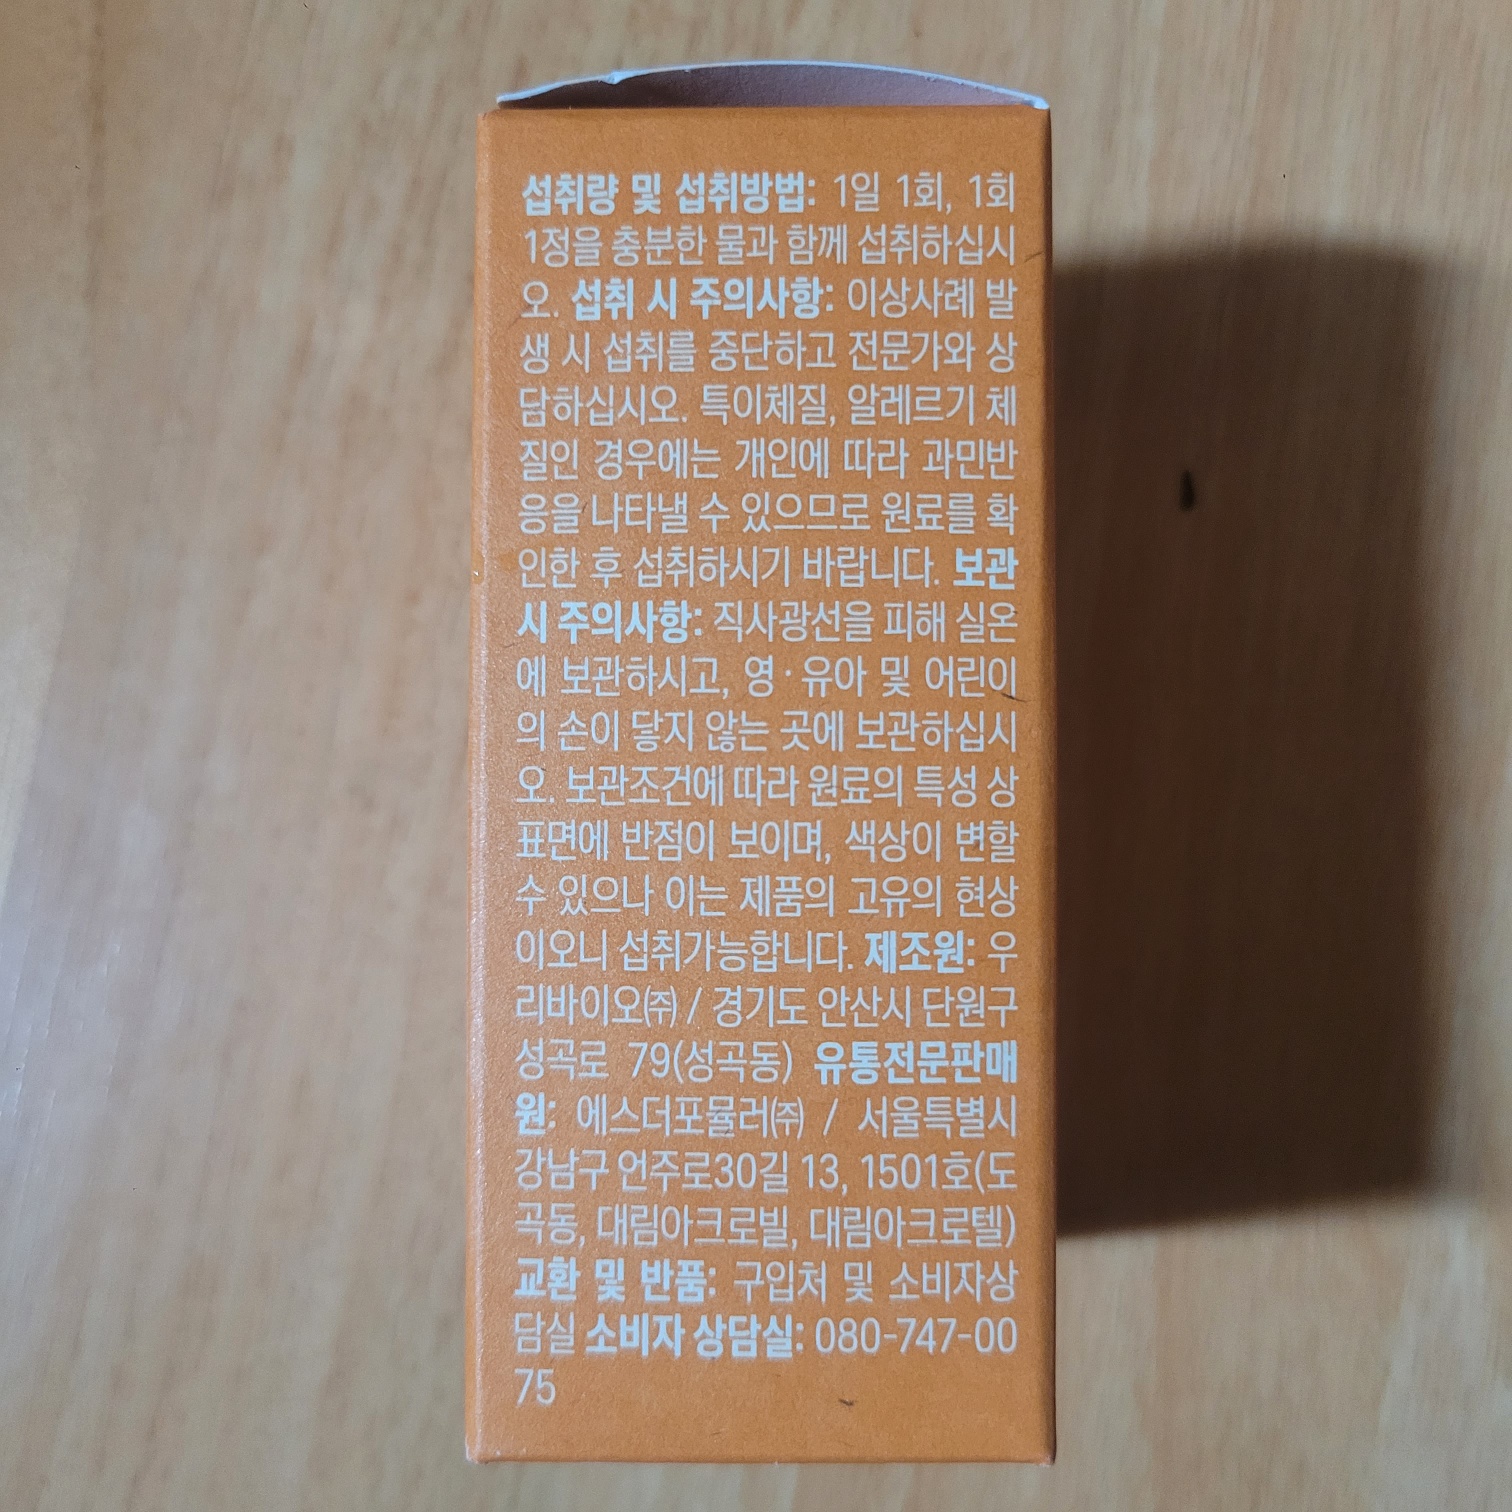 섭취량 및 섭취방법: 1일 1회, 1회
1정을 충분한 물과 함께 섭취하십시
오. 섭취 시 주의사항: 이상사례 발
생 시 섭취를 중단하고 전문가와 상
담하십시오. 특이체질, 알레르기 체
질인 경우에는 개인에 따라 과민반
응을 나타낼 수 있으므로 원료를 확
인한 후 섭취하시기 바랍니다. 보관
시 주의사항: 직사광선을 피해 실온
에 보관하시고, 영·유아 및 어린이
의 손이 닿지 않는 곳에 보관하십시
오. 보관조건에 따라 원료의 특성 상
표면에 반점이 보이며, 색상이 변할
수 있으나 이는 제품의 고유의 현상
이오니 섭취가능합니다. 제조원: 우
리바이오㈜ / 경기도 안산시 단원구
성곡로 79(성곡동) 유통전문판매
원: 에스더포뮬러㈜ / 서울특별시
강남구 언주로30길 13, 1501호(도
곡동, 대림아크로빌, 대림아크로텔)
교환 및 반품: 구입처 및 소비자상
담실 소비자 상담실: 080-747-00
75